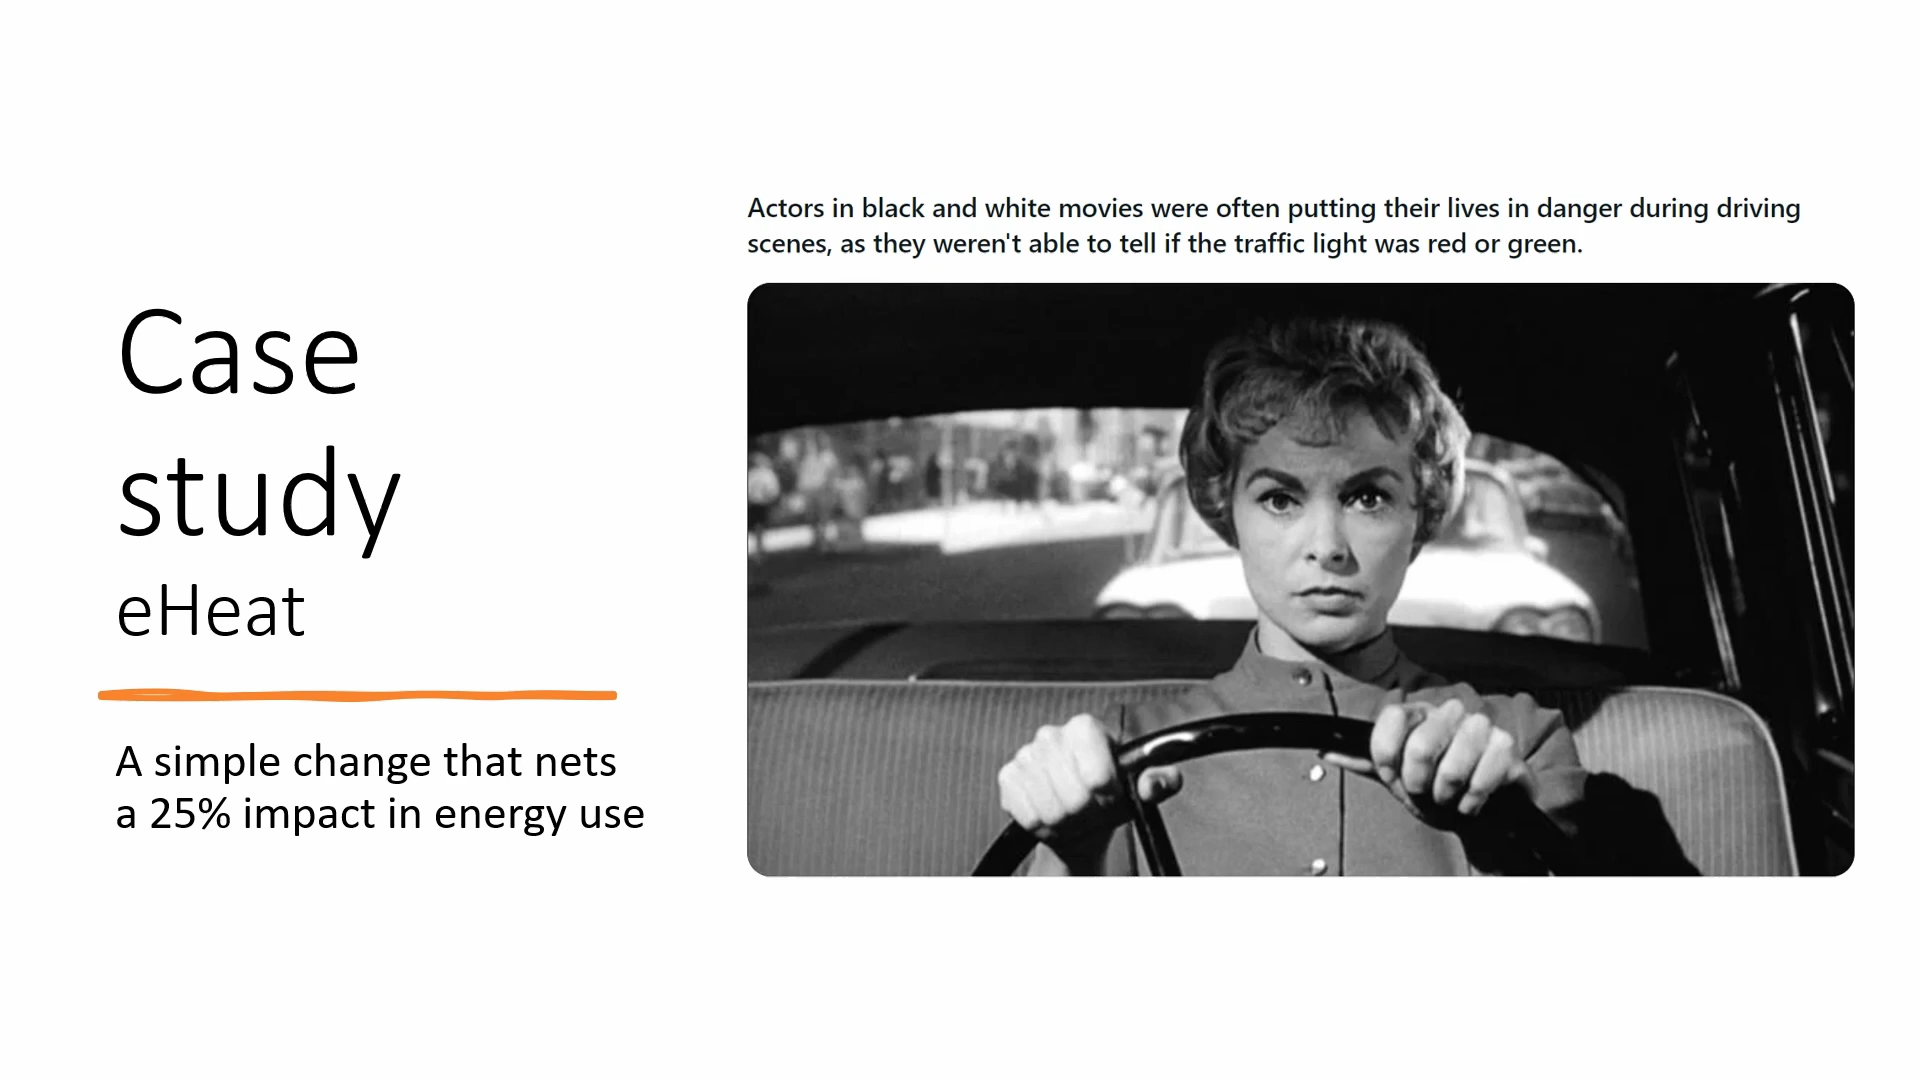 Case
study
eHeat
A simple change that nets
a 25% impact in energy use
Actors in black and white movies were often putting their lives in danger during driving
scenes, as they weren't able to tell if the traffic light was red or green.